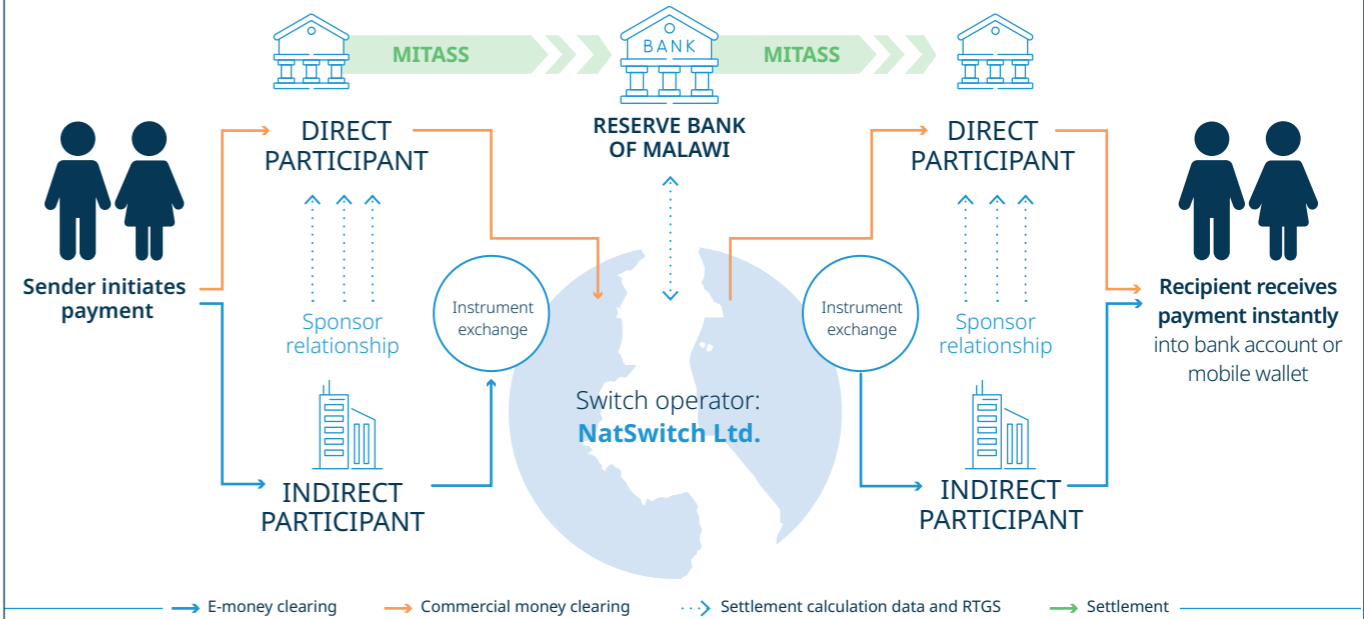 MITASS
BANK
MITASS
RESERVE BANK
OF MALAWI
DIRECT
PARTICIPANT
DIRECT
PARTICIPANT
Sender initiates
payment
Sponsor
relationship
Instrument
exchange
Instrument
exchange
Sponsor
relationship
Recipient receives
payment instantly
into bank account or
mobile wallet
Switch operator:
NatSwitch Ltd.
INDIRECT
PARTICIPANT
INDIRECT
PARTICIPANT
E-money clearing
Commercial money clearing
Settlement calculation data and RTGS
Settlement